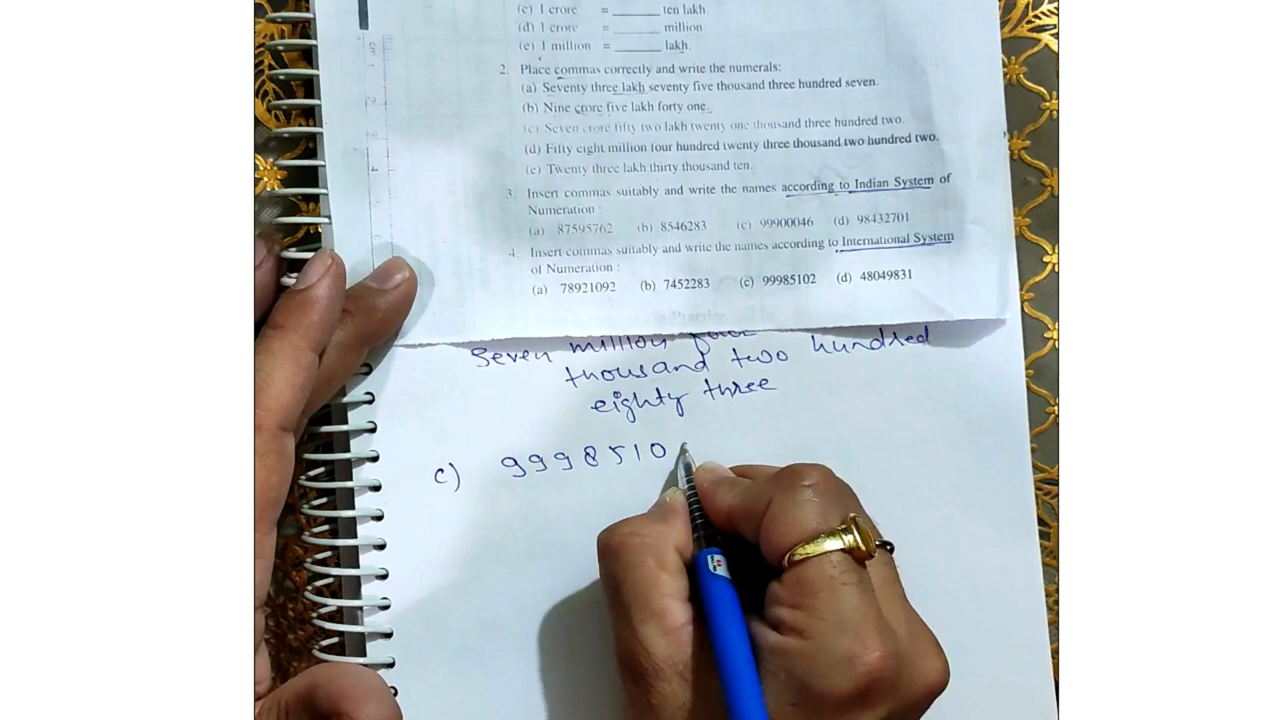 (c) 1 crore = ______ ten lakh.
(d) 1 crore = ______ million
(e) 1 million = ______ lakh.
2. Place commas correctly and write the numerals:
(a) Seventy three lakh seventy five thousand three hundred seven.
(b) Nine crore five lakh forty one.
(c) Seven crore fifty two lakh twenty one thousand three hundred two.
(d) Fifty eight million four hundred twenty three thousand two hundred two.
(e) Twenty three lakh thirty thousand ten.
3. Insert commas suitably and write the names according to Indian System of
Numeration :
(a) 87595762 (b) 8546283 (c) 99900046 (d) 98432701
4. Insert commas suitably and write the names according to International System
of Numeration :
(a) 78921092 (b) 7452283 (c) 99985102 (d) 48049831
Practice
Seven million four
thousand two hundred
eighty three
c) 9998510